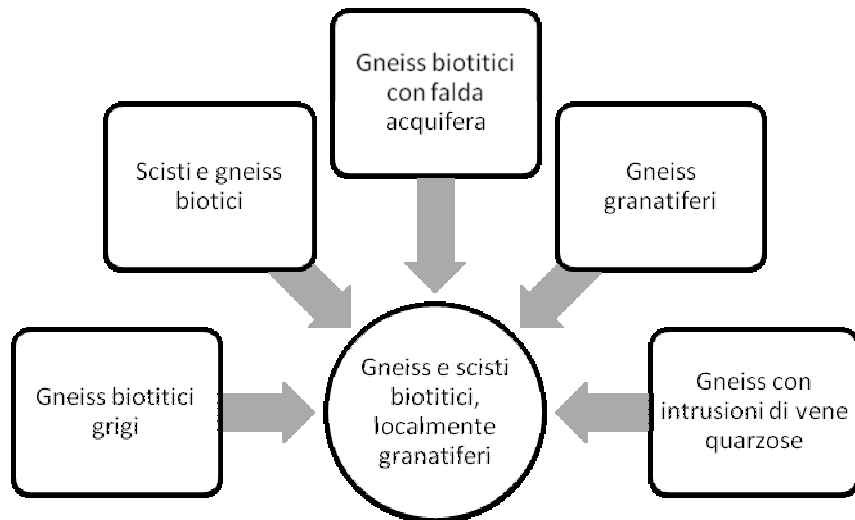 Gneiss biotitici
con falda
acquifera
Scisti e gneiss
biotici
Gneiss
granatiferi
Gneiss biotitici
grigi
Gneiss e scisti
biotitici,
localmente
granatiferi
Gneiss con
intrusioni di vene
quarzose